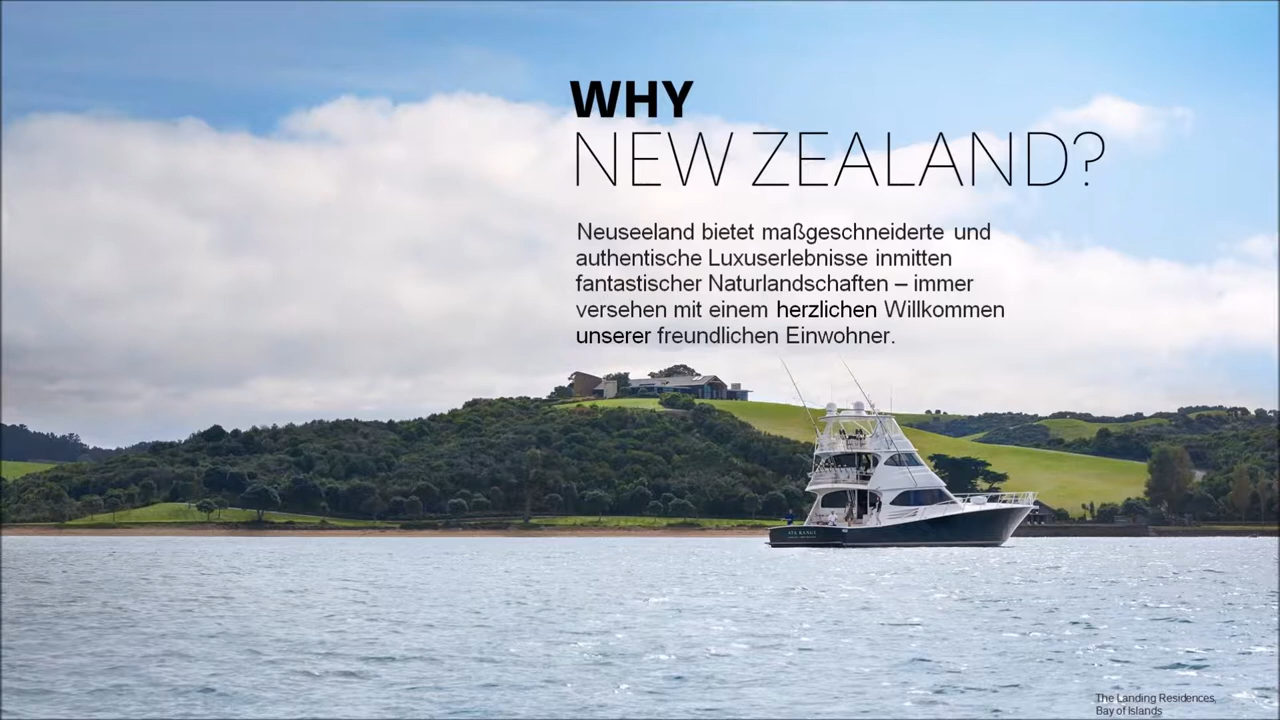 WHY
NEW ZEALAND?
Neuseeland bietet maßgeschneiderte und
authentische Luxuserlebnisse inmitten
fantastischer Naturlandschaften – immer
versehen mit einem herzlichen Willkommen
unserer freundlichen Einwohner.
The Landing Residences,
Bay of Islands